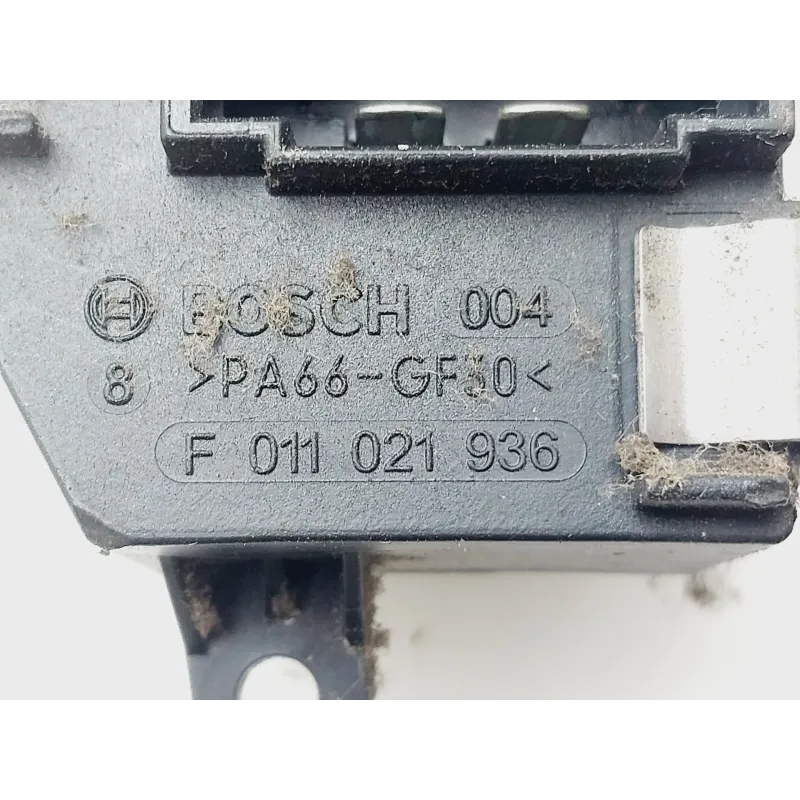 BOSCH 004
8 >PA66-GF30<
F 011 021 936